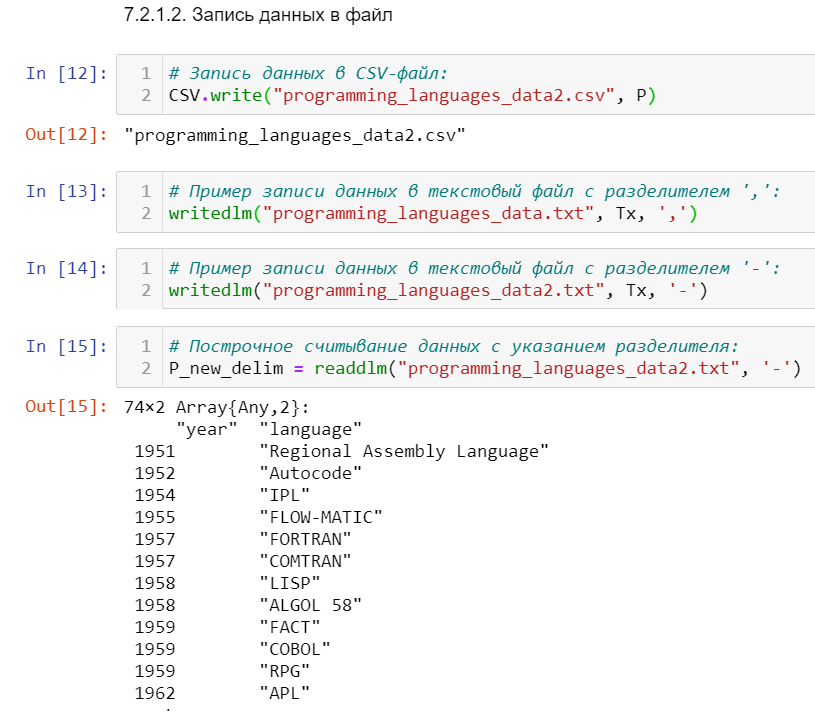 7.2.1.2. Запись данных в файл
In [12]: 1 # Запись данных в CSV-файл:
2 CSV.write("programming_languages_data2.csv", P)
Out[12]: "programming_languages_data2.csv"
In [13]: 1 # Пример записи данных в текстовый файл с разделителем ',':
2 writedlm("programming_languages_data.txt", Tx, ',')
In [14]: 1 # Пример записи данных в текстовый файл с разделителем '-':
2 writedlm("programming_languages_data2.txt", Tx, '-')
In [15]: 1 # Построчное считывание данных с указанием разделителя:
2 P_new_delim = readdlm("programming_languages_data2.txt", '-')
Out[15]: 74×2 Array{Any,2}:
"year" "language"
1951 "Regional Assembly Language"
1952 "Autocode"
1954 "IPL"
1955 "FLOW-MATIC"
1957 "FORTRAN"
1957 "COMTRAN"
1958 "LISP"
1958 "ALGOL 58"
1959 "FACT"
1959 "COBOL"
1959 "RPG"
1962 "APL"